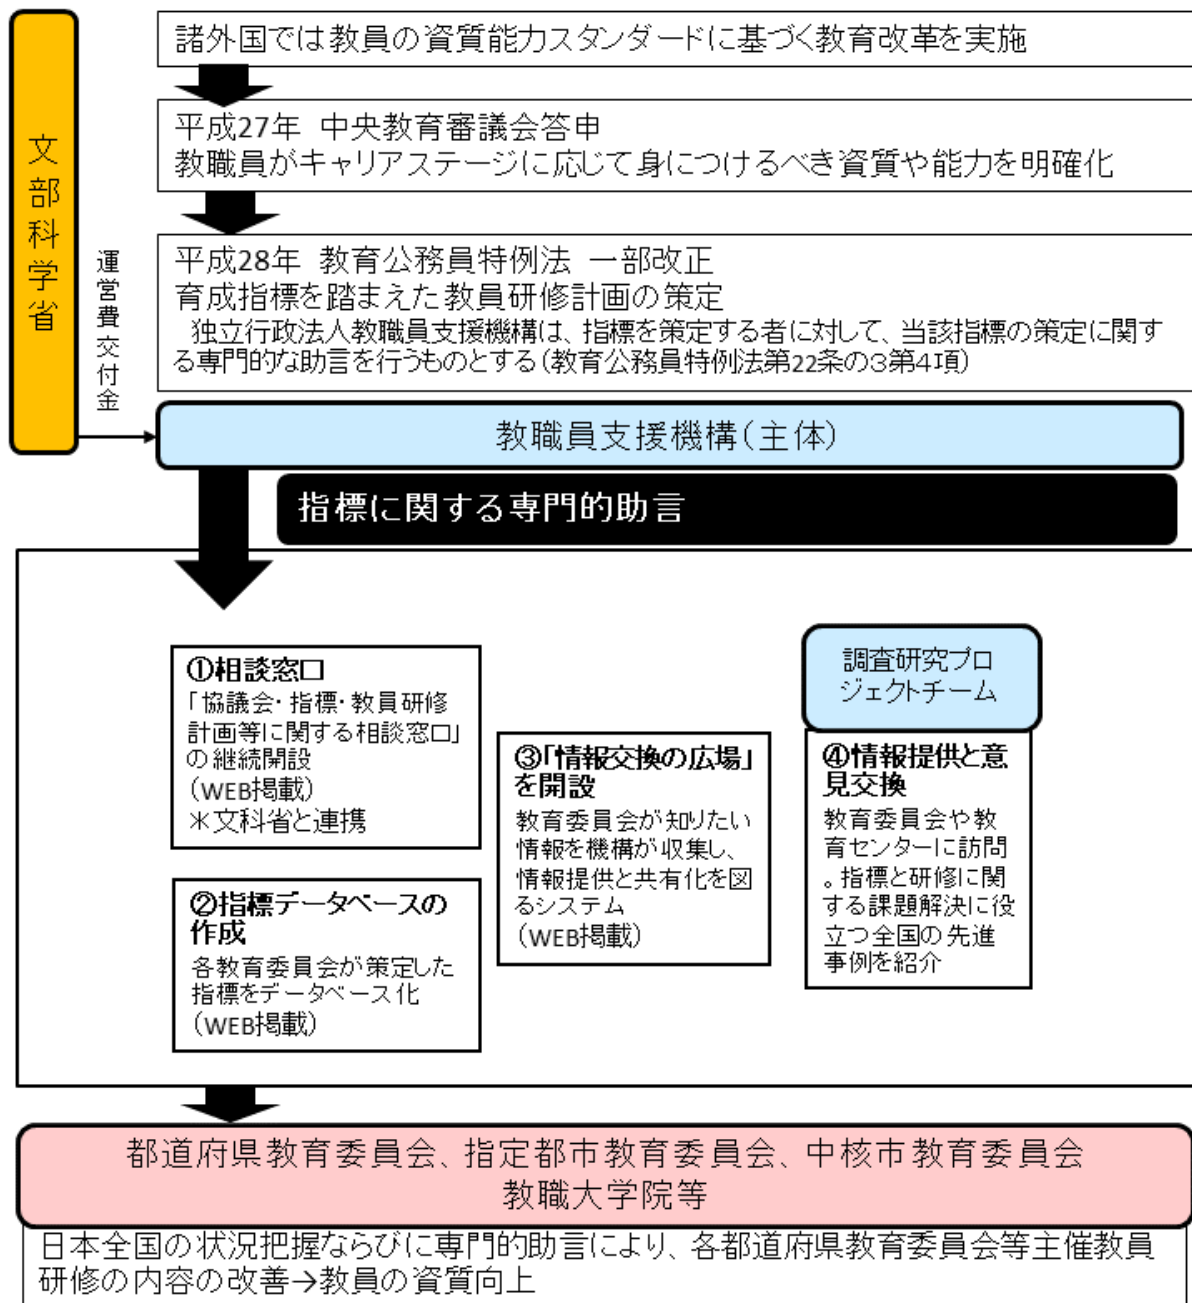 諸外国では教員の資質能力スタンダードに基づく教育改革を実施
文部科学省
平成27年 中央教育審議会答申
教職員がキャリアステージに応じて身につけるべき資質や能力を明確化
運営費交付金
平成28年 教育公務員特例法 一部改正
育成指標を踏まえた教員研修計画の策定
独立行政法人教職員支援機構は、指標を策定する者に対して、当該指標の策定に関す
る専門的な助言を行うものとする(教育公務員特例法第22条の3第4項)
教職員支援機構(主体)
指標に関する専門的助言
①相談窓口
「協議会・指標・教員研修
計画等に関する相談窓口」
の継続開設
(WEB掲載)
*文科省と連携
②指標データベースの
作成
各教育委員会が策定した
指標をデータベース化
(WEB掲載)
③「情報交換の広場」
を開設
教育委員会が知りたい
情報を機構が収集し、
情報提供と共有化を図
るシステム
(WEB掲載)
調査研究プロ
ジェクトチーム
④情報提供と意
見交換
教育委員会や教
育センターに訪問
。指標と研修に関
する課題解決に役
立つ全国の先進
事例を紹介
都道府県教育委員会、指定都市教育委員会、中核市教育委員会
教職大学院等
日本全国の状況把握ならびに専門的助言により、各都道府県教育委員会等主催教員
研修の内容の改善→教員の資質向上